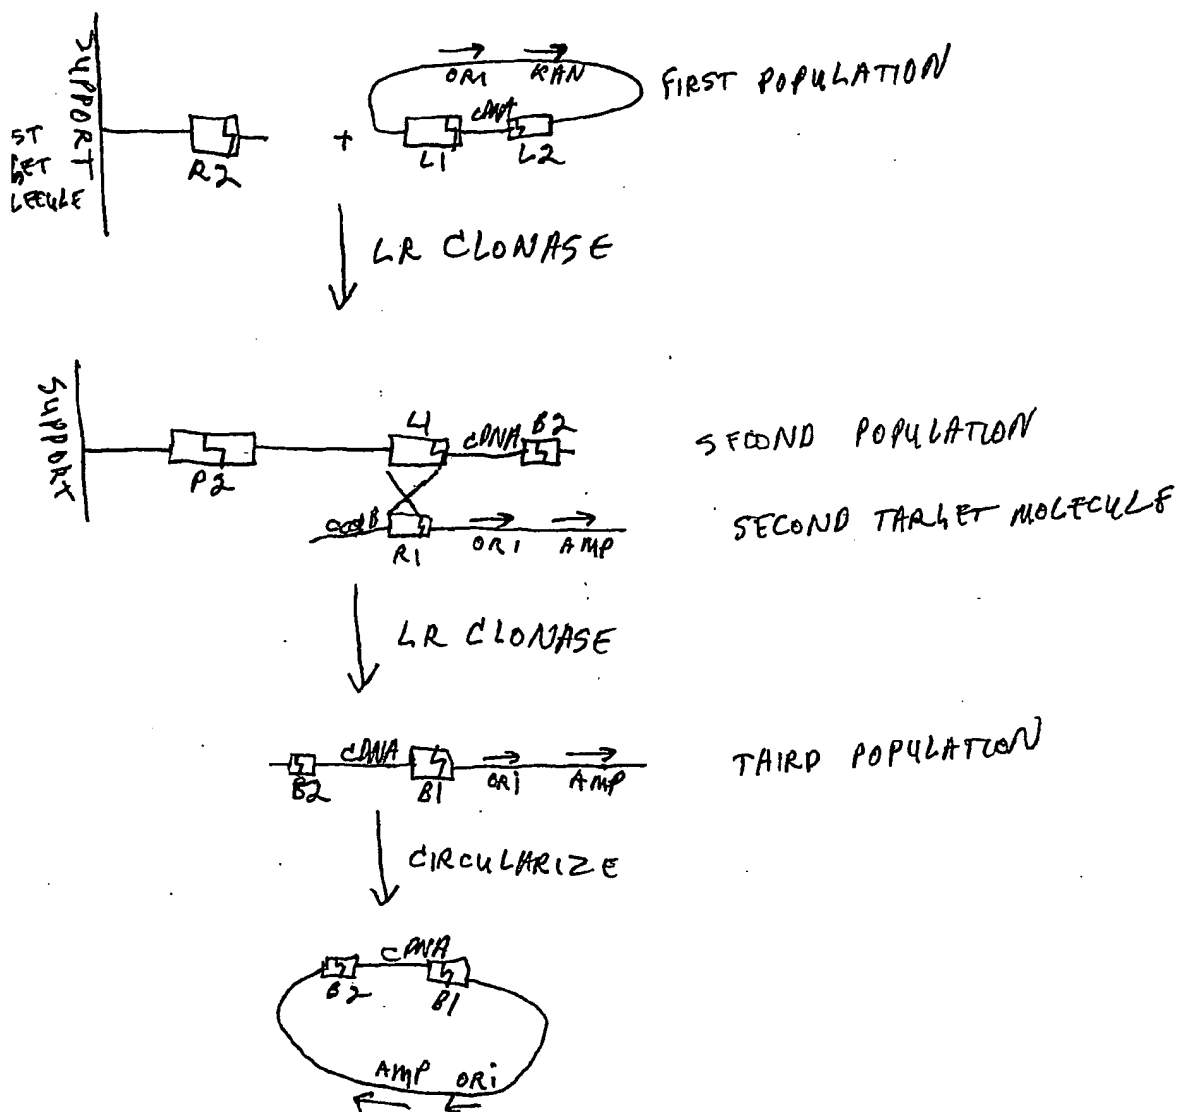 SUPPORT
ORI KAN
FIRST POPULATION
cDNA
ST
GET
LECULE
R2
+
L1
L2
LR CLONASE
SUPPORT
P2
L1
cDNA
B2
SECOND POPULATION
ccdB
R1
ORi
AMP
SECOND TARGET MOLECULE
LR CLONASE
B2
cDNA
B1
ORi
AMP
THIRD POPULATION
CIRCULARIZE
cDNA
B2
B1
AMP ORi